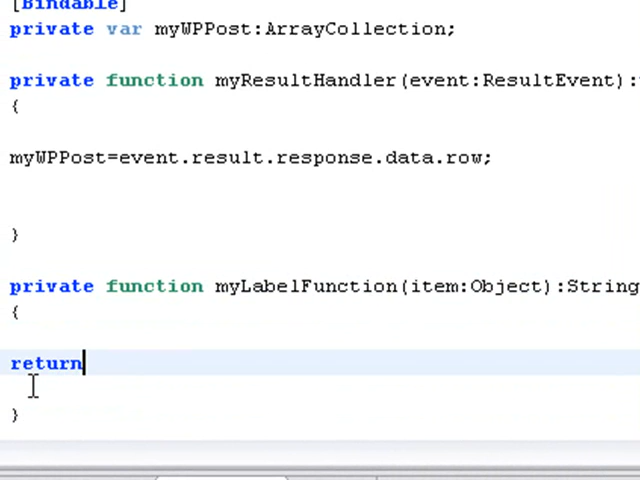 [Bindable]
private var myWPPost:ArrayCollection;
private function myResultHandler(event:ResultEvent):
{
myWPPost=event.result.response.data.row;
}
private function myLabelFunction(item:Object):String
{
return
}